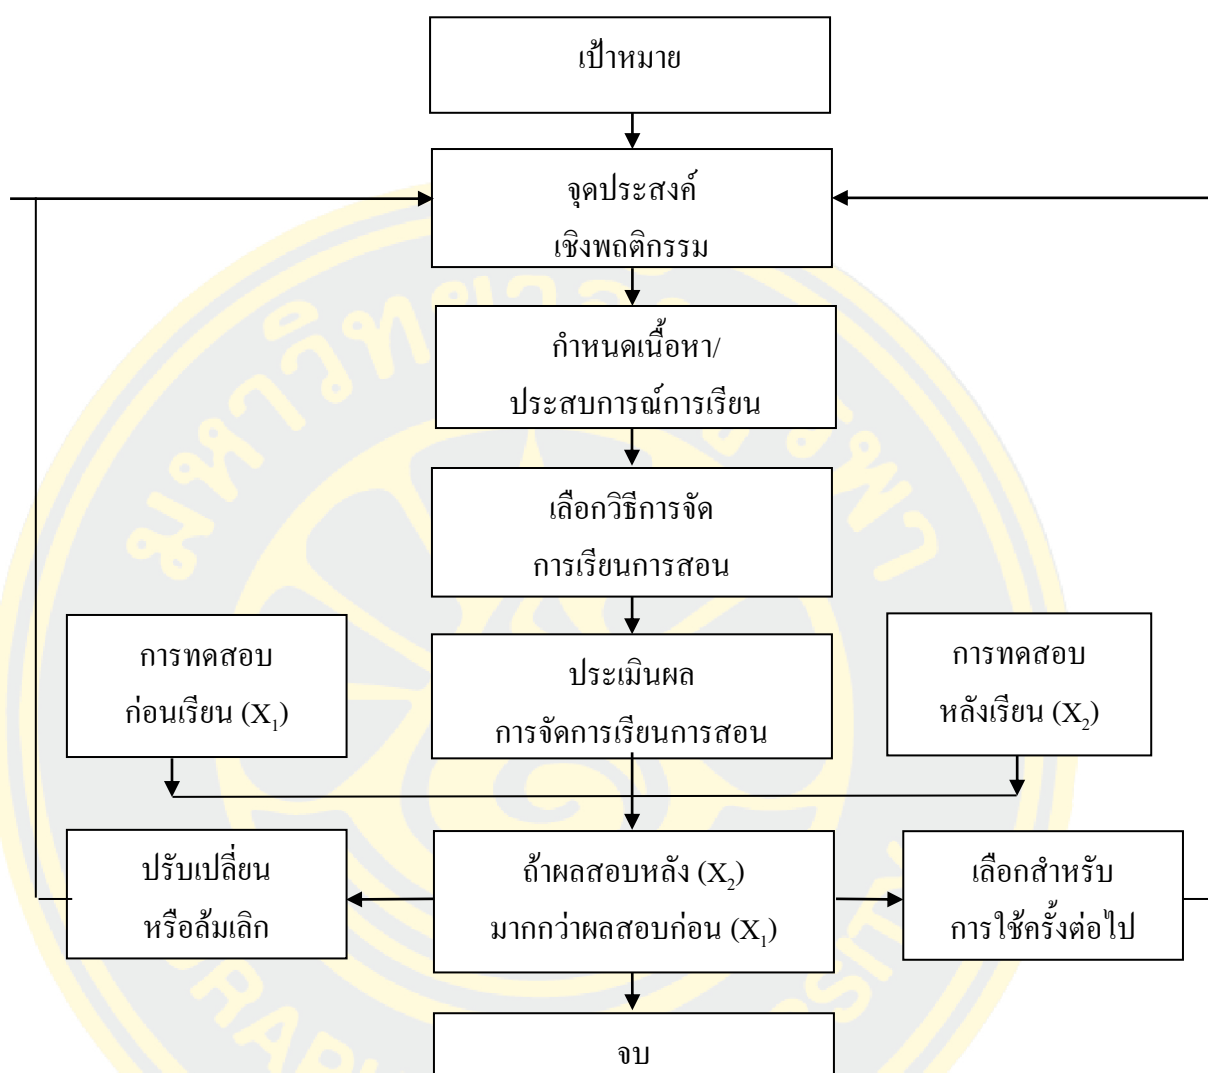 เป้าหมาย
จุดประสงค์
เชิงพฤติกรรม
กำหนดเนื้อหา/
ประสบการณ์การเรียน
เลือกวิธีการจัด
การเรียนการสอน
การทดสอบ
ก่อนเรียน (X₁)
ประเมินผล
การจัดการเรียนการสอน
การทดสอบ
หลังเรียน (X₂)
ปรับเปลี่ยน
หรือล้มเลิก
ถ้าผลสอบหลัง (X₂)
มากกว่าผลสอบก่อน (X₁)
เลือกสำหรับ
การใช้ครั้งต่อไป
จบ